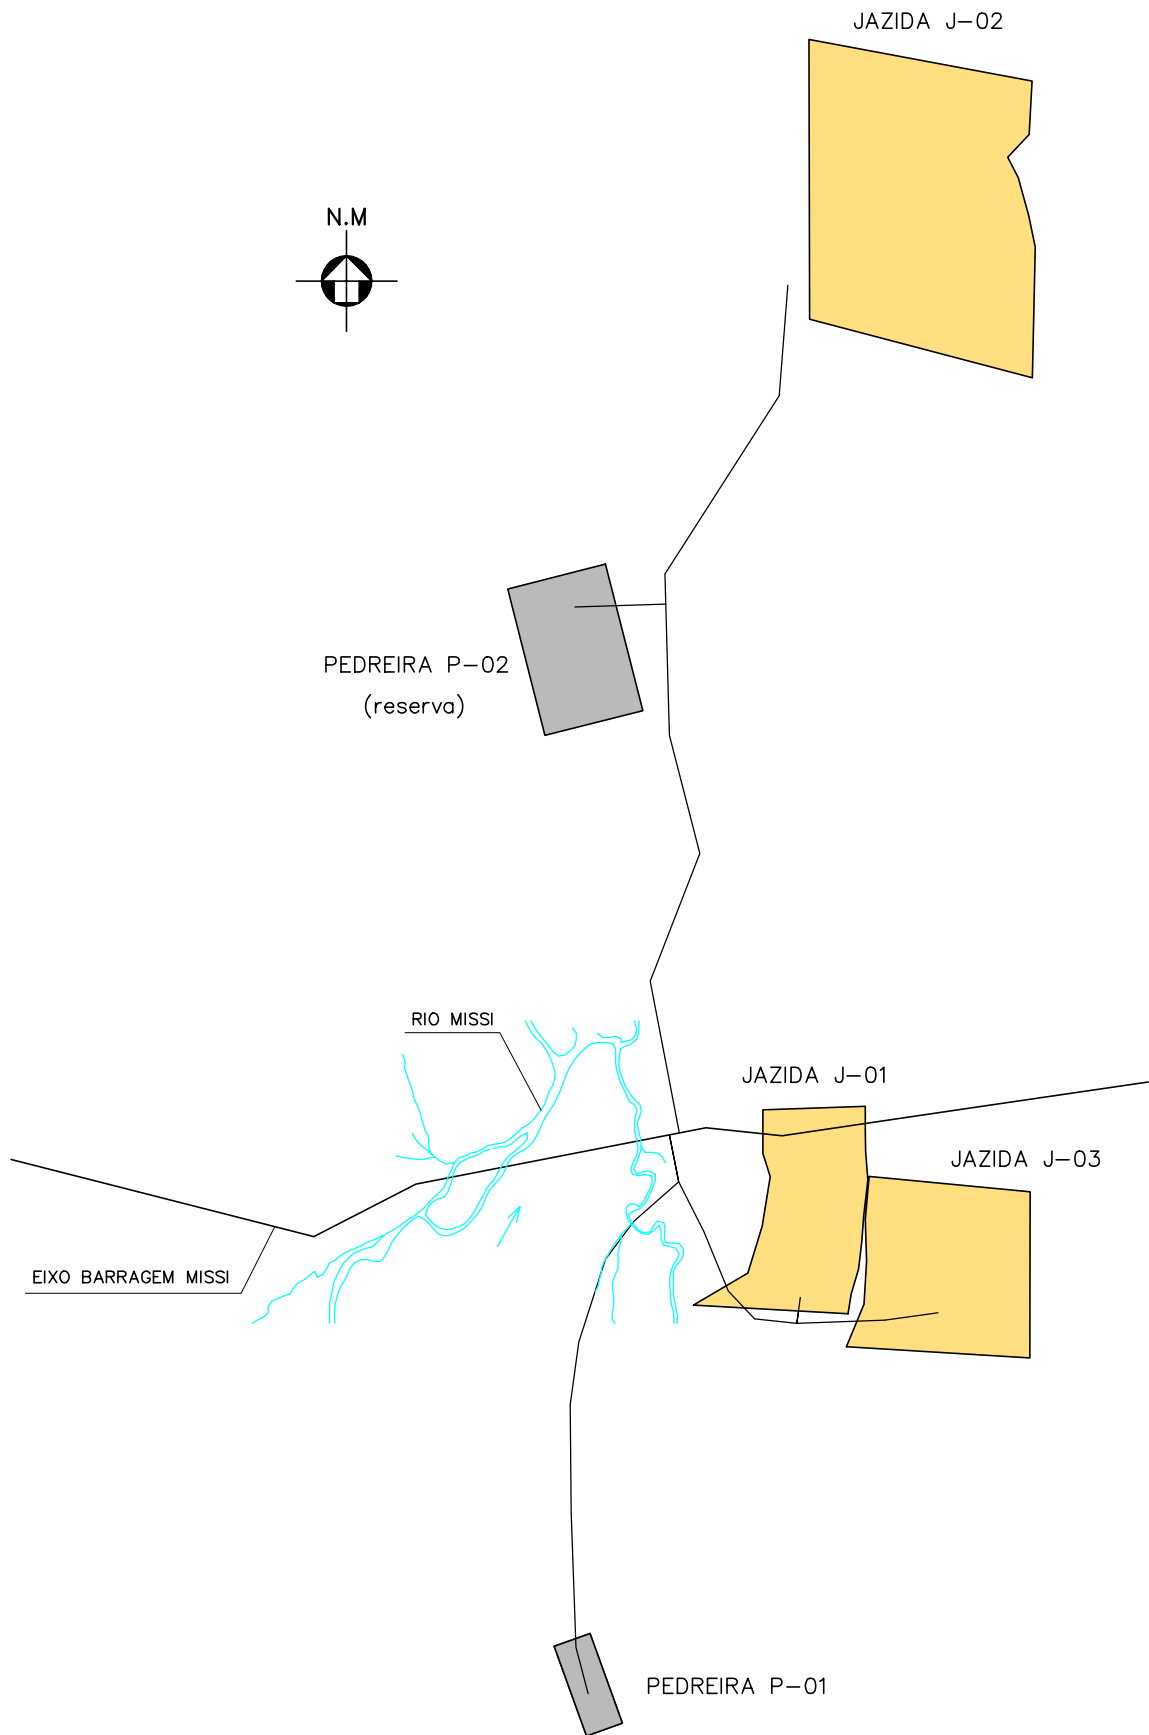 JAZIDA J-02
N.M
PEDREIRA P-02
(reserva)
RIO MISSI
JAZIDA J-01
JAZIDA J-03
EIXO BARRAGEM MISSI
PEDREIRA P-01